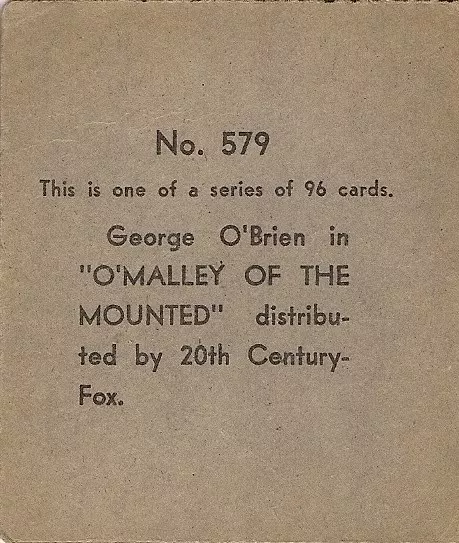 No. 579
This is one of a series of 96 cards.
George O'Brien in
"O'MALLEY OF THE
MOUNTED" distribu-
ted by 20th Century-
Fox.